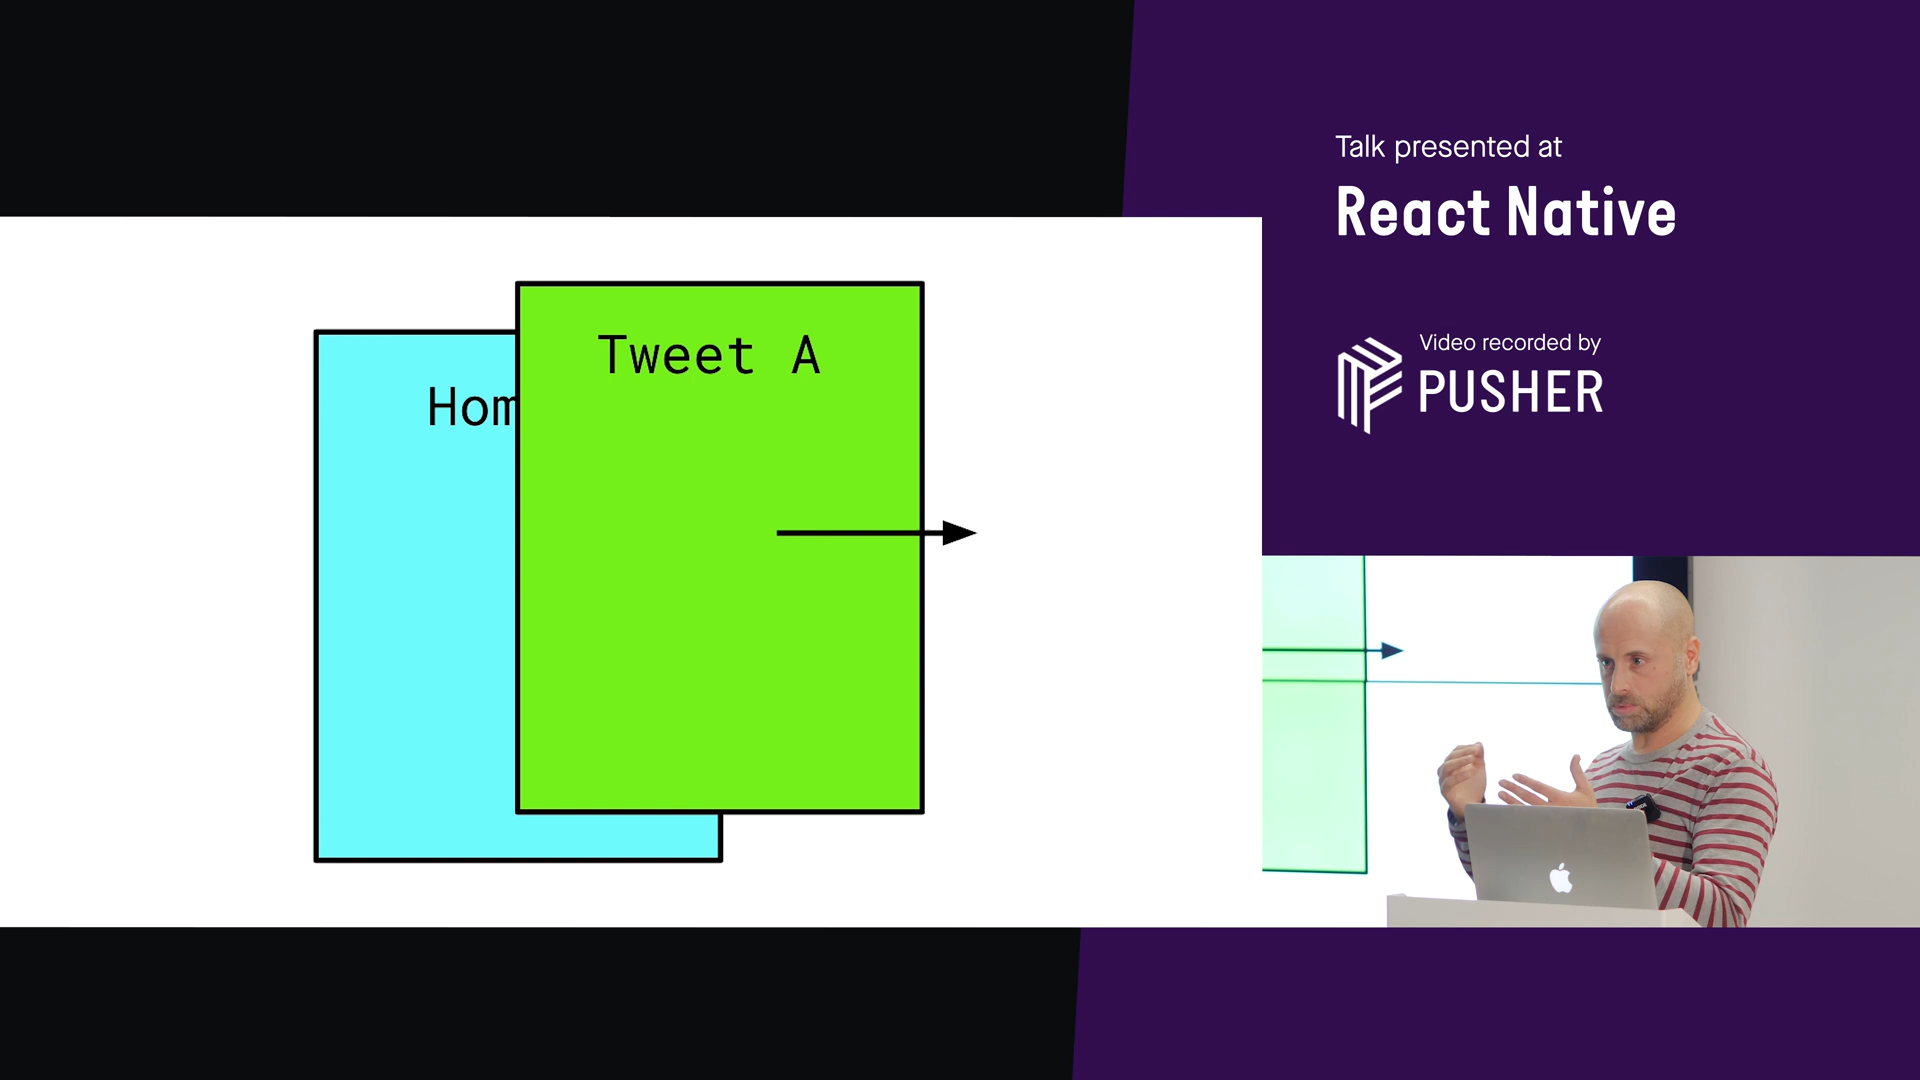 Talk presented at
React Native
Video recorded by
PUSHER
Tweet A
Hom